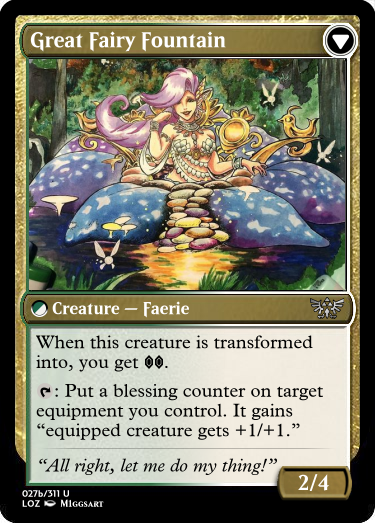 Great Fairy Fountain
Creature — Faerie
When this creature is transformed
into, you get .
: Put a blessing counter on target
equipment you control. It gains
“equipped creature gets +1/+1.”
“All right, let me do my thing!”
2/4
027b/311 U
LOZ Miggsart